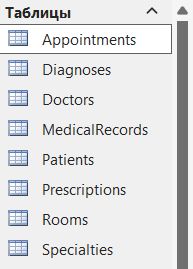 Таблицы
Appointments
Diagnoses
Doctors
MedicalRecords
Patients
Prescriptions
Rooms
Specialties